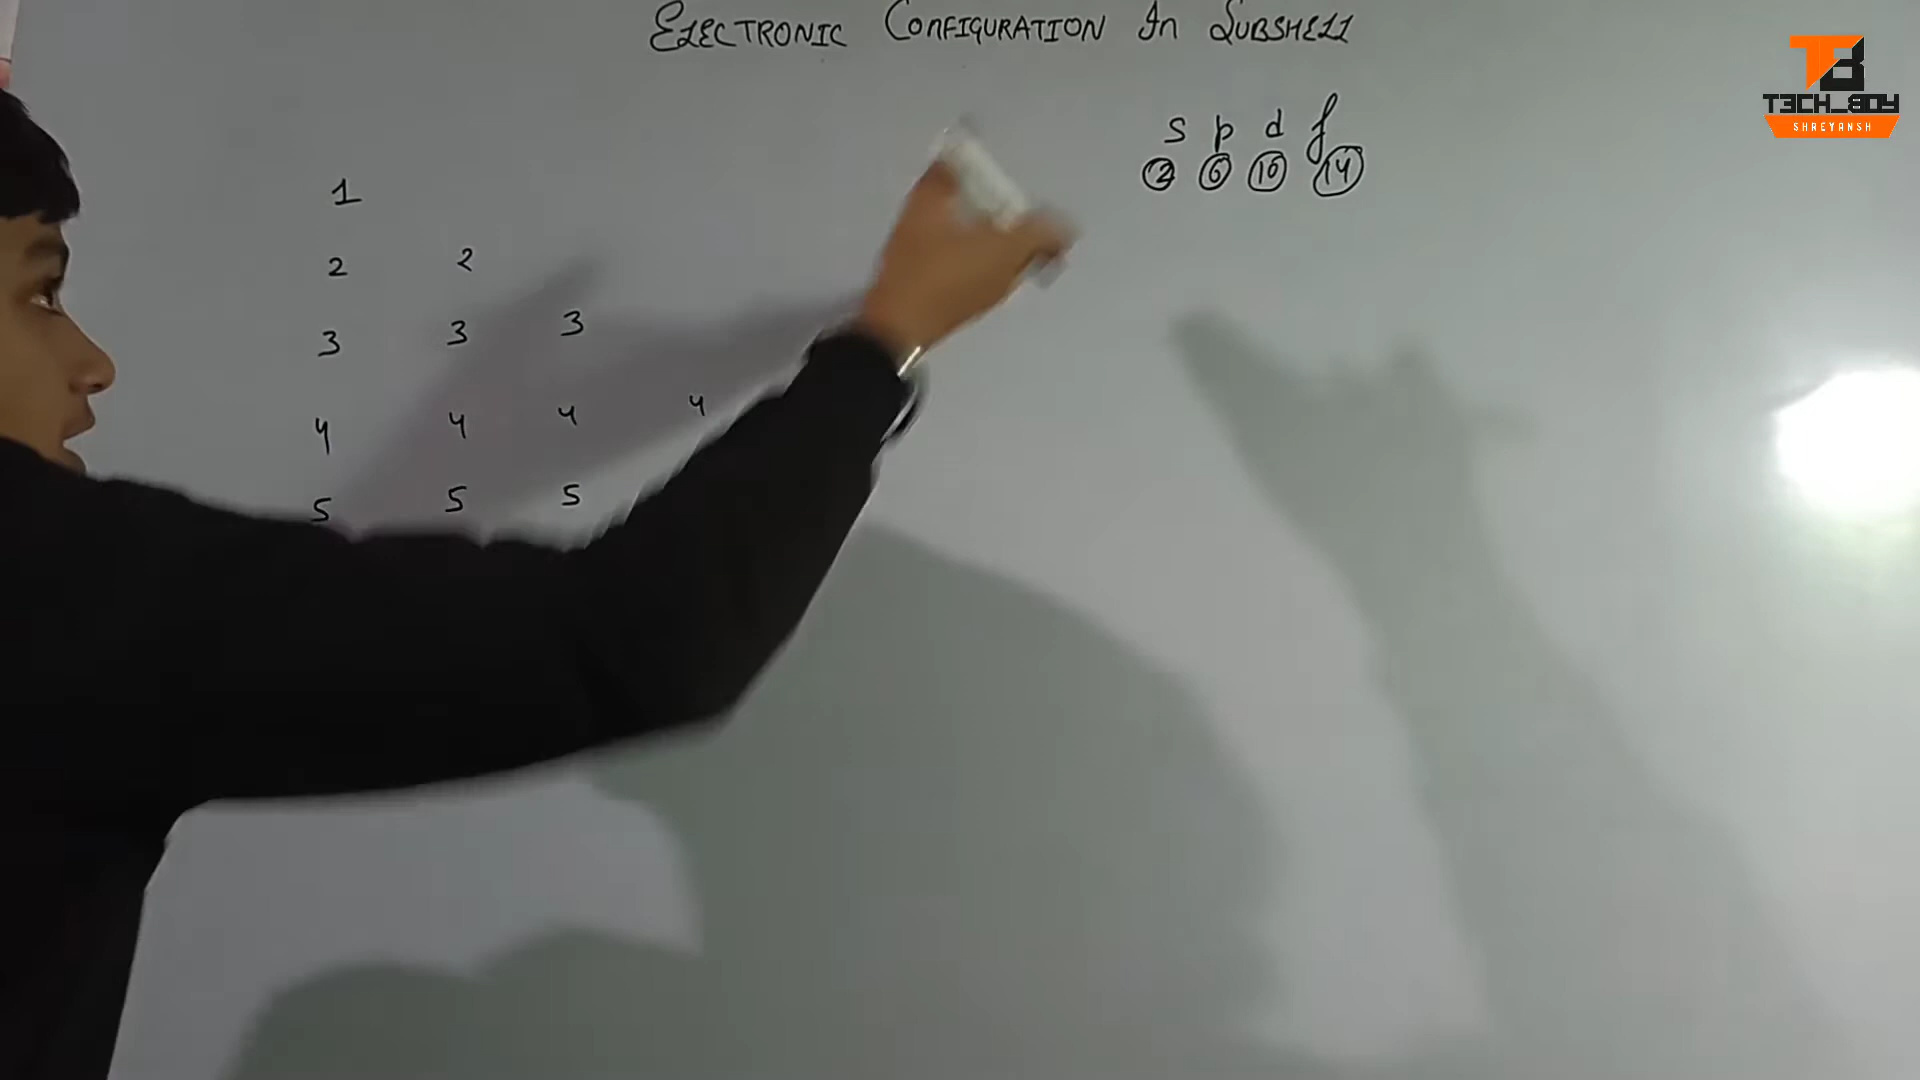 ELECTRONIC CONFIGURATION In SUBSHELL
T3CH_BOY
SHREYANSH
s p d f
2 6 10 14
1
2 2
3 3 3
4 4 4 4
5 5 5